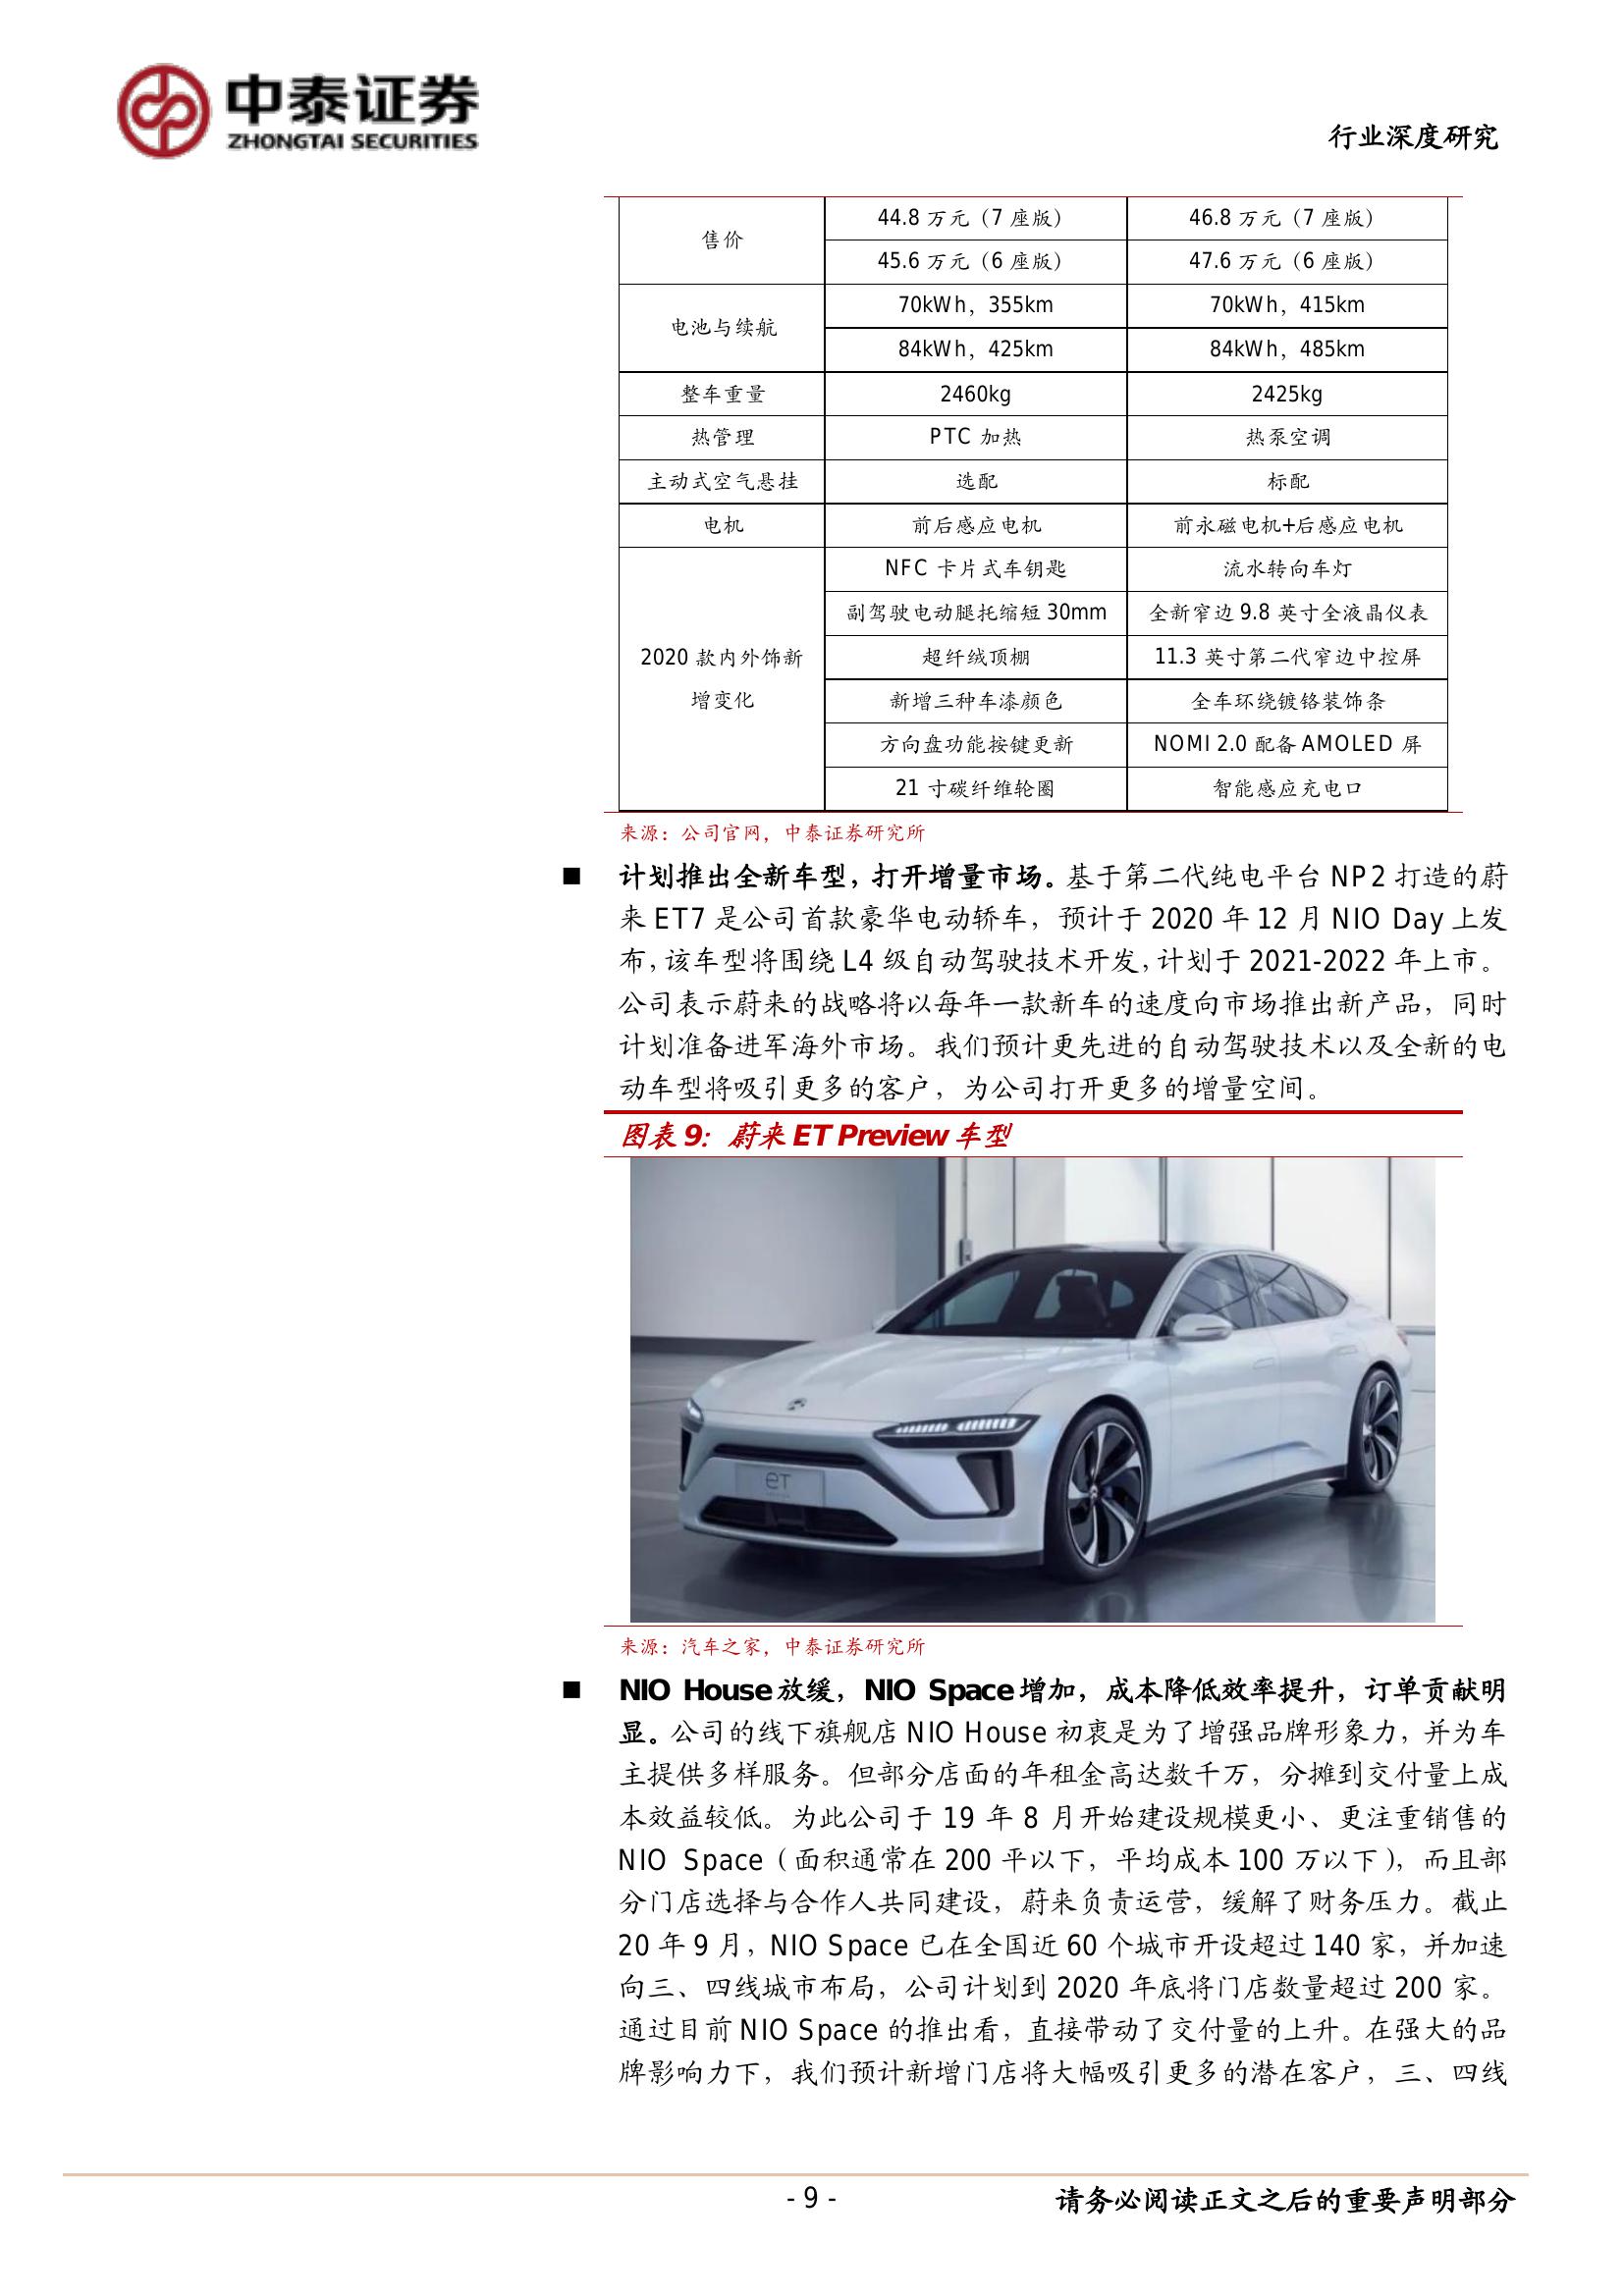 中泰证券
ZHONGTAI SECURITIES
行业深度研究
售价
44.8 万元（7 座版）
46.8 万元（7 座版）
45.6 万元（6 座版）
47.6 万元（6 座版）
电池与续航
70kWh，355km
70kWh，415km
84kWh，425km
84kWh，485km
整车重量
2460kg
2425kg
热管理
PTC 加热
热泵空调
主动式空气悬挂
选配
标配
电机
前后感应电机
前永磁电机+后感应电机
2020 款内外饰新
增变化
NFC 卡片式车钥匙
流水转向车灯
副驾驶电动腿托缩短 30mm
全新窄边 9.8 英寸全液晶仪表
超纤绒顶棚
11.3 英寸第二代窄边中控屏
新增三种车漆颜色
全车环绕镀铬装饰条
方向盘功能按键更新
NOMI 2.0 配备 AMOLED 屏
21 寸碳纤维轮圈
智能感应充电口
来源：公司官网，中泰证券研究所
■ 计划推出全新车型，打开增量市场。基于第二代纯电平台 NP2 打造的蔚
来 ET7 是公司首款豪华电动轿车，预计于 2020 年 12 月 NIO Day 上发
布，该车型将围绕 L4 级自动驾驶技术开发，计划于 2021-2022 年上市。
公司表示蔚来的战略将以每年一款新车的速度向市场推出新产品，同时
计划准备进军海外市场。我们预计更先进的自动驾驶技术以及全新的电
动车型将吸引更多的客户，为公司打开更多的增量空间。
图表 9：蔚来 ET Preview 车型
eT
来源：汽车之家，中泰证券研究所
■ NIO House 放缓，NIO Space 增加，成本降低效率提升，订单贡献明
显。公司的线下旗舰店 NIO House 初衷是为了增强品牌形象力，并为车
主提供多样服务。但部分店面的年租金高达数千万，分摊到交付量上成
本效益较低。为此公司于 19 年 8 月开始建设规模更小、更注重销售的
NIO Space（面积通常在 200 平以下，平均成本 100 万以下），而且部
分门店选择与合作人共同建设，蔚来负责运营，缓解了财务压力。截止
20 年 9 月，NIO Space 已在全国近 60 个城市开设超过 140 家，并加速
向三、四线城市布局，公司计划到 2020 年底将门店数量超过 200 家。
通过目前 NIO Space 的推出看，直接带动了交付量的上升。在强大的品
牌影响力下，我们预计新增门店将大幅吸引更多的潜在客户，三、四线
- 9 -
请务必阅读正文之后的重要声明部分